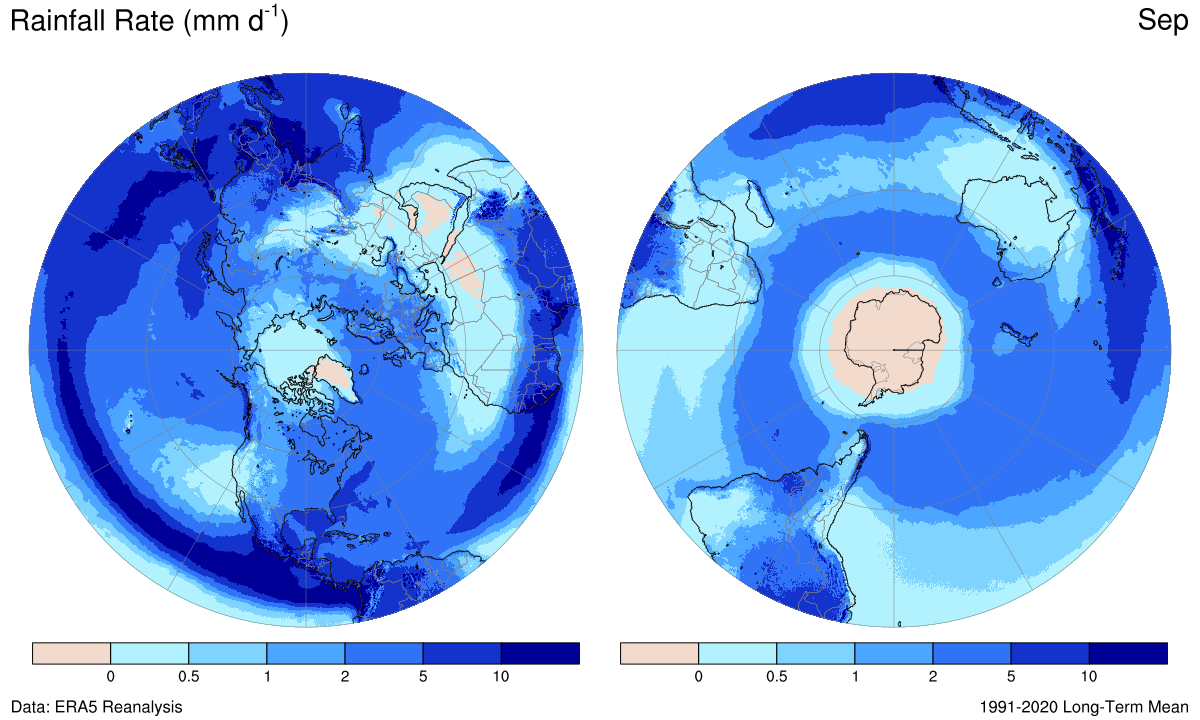 Rainfall Rate (mm d⁻¹)
Sep
0 0.5 1 2 5 10
0 0.5 1 2 5 10
Data: ERA5 Reanalysis
1991-2020 Long-Term Mean